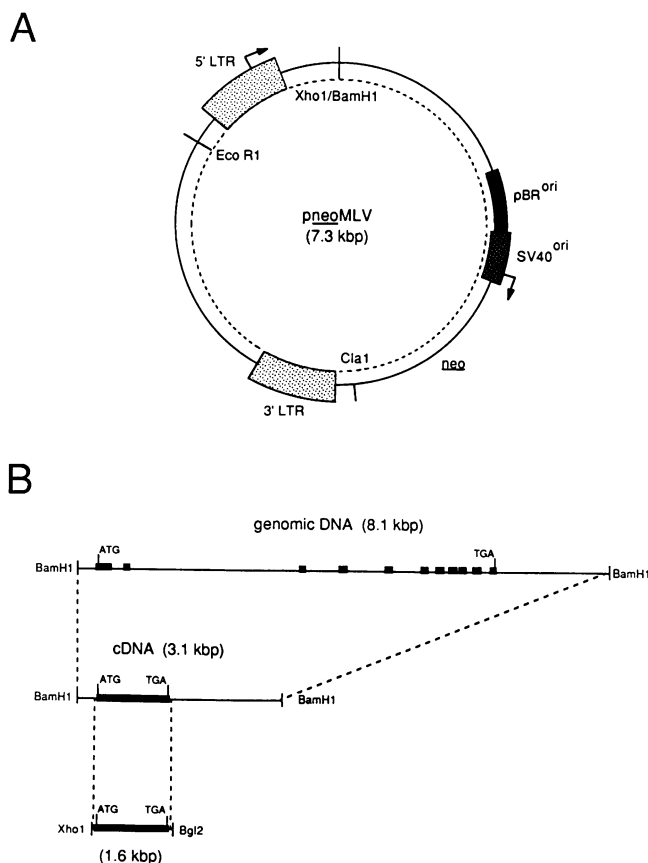 A
5' LTR
Xho1/BamH1
Eco R1
pneoMLV
(7.3 kbp)
pBRori
SV40ori
neo
Cla1
3' LTR
B
genomic DNA (8.1 kbp)
ATG
TGA
BamH1
BamH1
cDNA (3.1 kbp)
ATG TGA
BamH1
BamH1
ATG TGA
Xho1
Bgl2
(1.6 kbp)